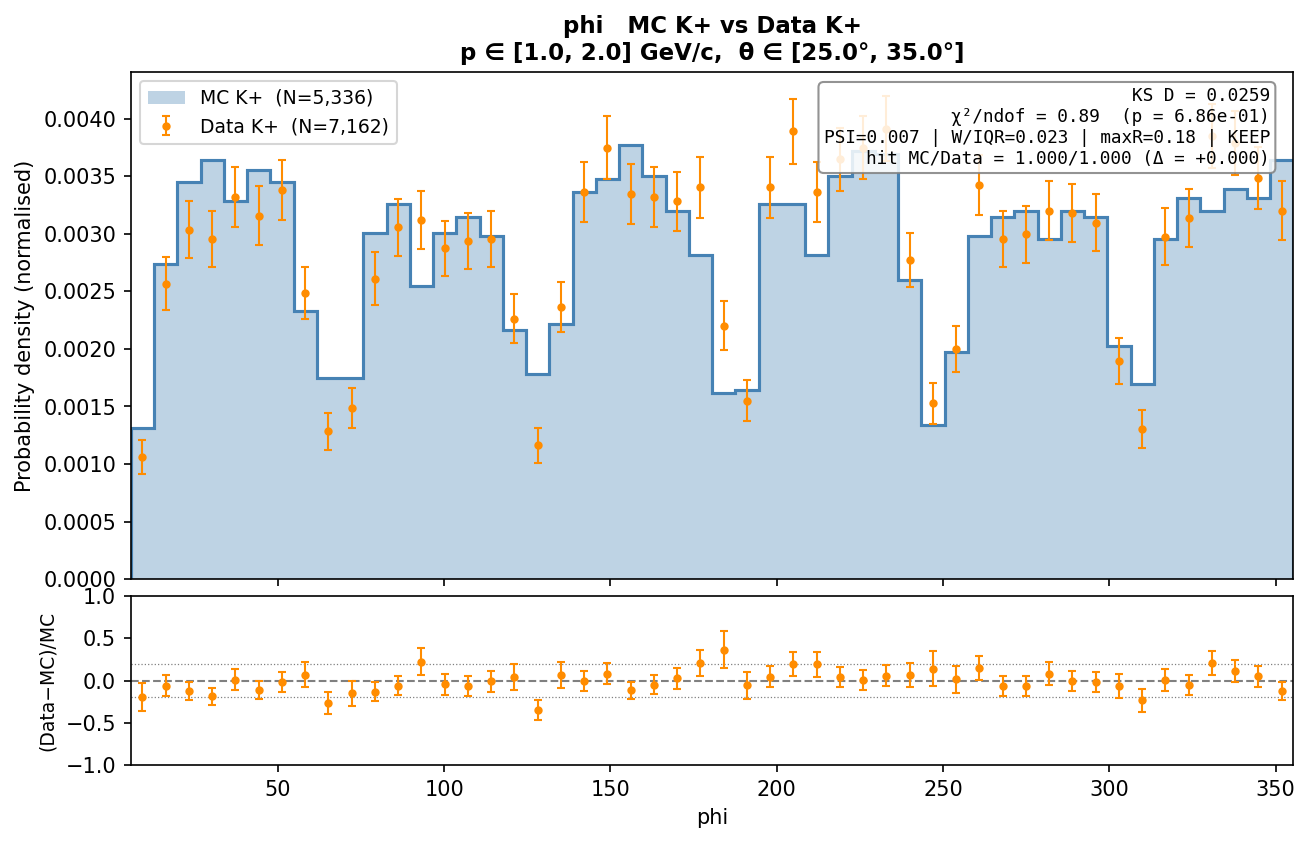 phi   MC K+ vs Data K+
p ∈ [1.0, 2.0] GeV/c,  θ ∈ [25.0°, 35.0°]
MC K+  (N=5,336)
Data K+  (N=7,162)
KS D = 0.0259
χ²/ndof = 0.89  (p = 6.86e-01)
PSI=0.007 | W/IQR=0.023 | maxR=0.18 | KEEP
hit MC/Data = 1.000/1.000 (Δ = +0.000)
Probability density (normalised)
0.0040
0.0035
0.0030
0.0025
0.0020
0.0015
0.0010
0.0005
0.0000
(Data−MC)/MC
1.0
0.5
0.0
−0.5
−1.0
50
100
150
200
250
300
350
phi